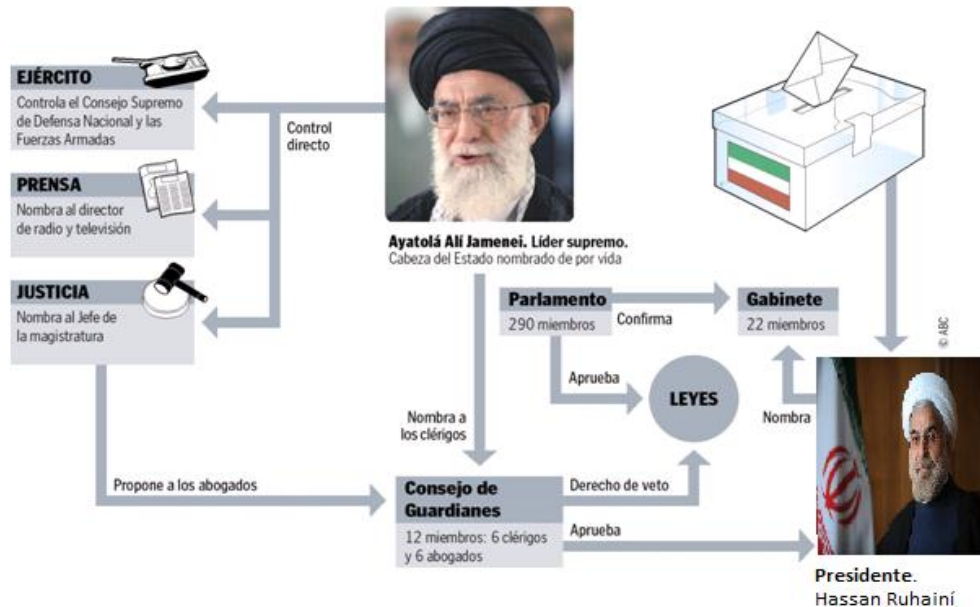 EJÉRCITO
Controla el Consejo Supremo
de Defensa Nacional y las
Fuerzas Armadas
PRENSA
Nombra al director
de radio y televisión
JUSTICIA
Nombra al Jefe de
la magistratura
Control
directo
Ayatolá Alí Jamenei. Líder supremo.
Cabeza del Estado nombrado de por vida
Parlamento
290 miembros
Confirma
Gabinete
22 miembros
© ABC
Aprueba
LEYES
Nombra
Nombra a
los clérigos
Propone a los abogados
Consejo de
Guardianes
12 miembros: 6 clérigos
y 6 abogados
Derecho de veto
Aprueba
Presidente.
Hassan Ruhainí